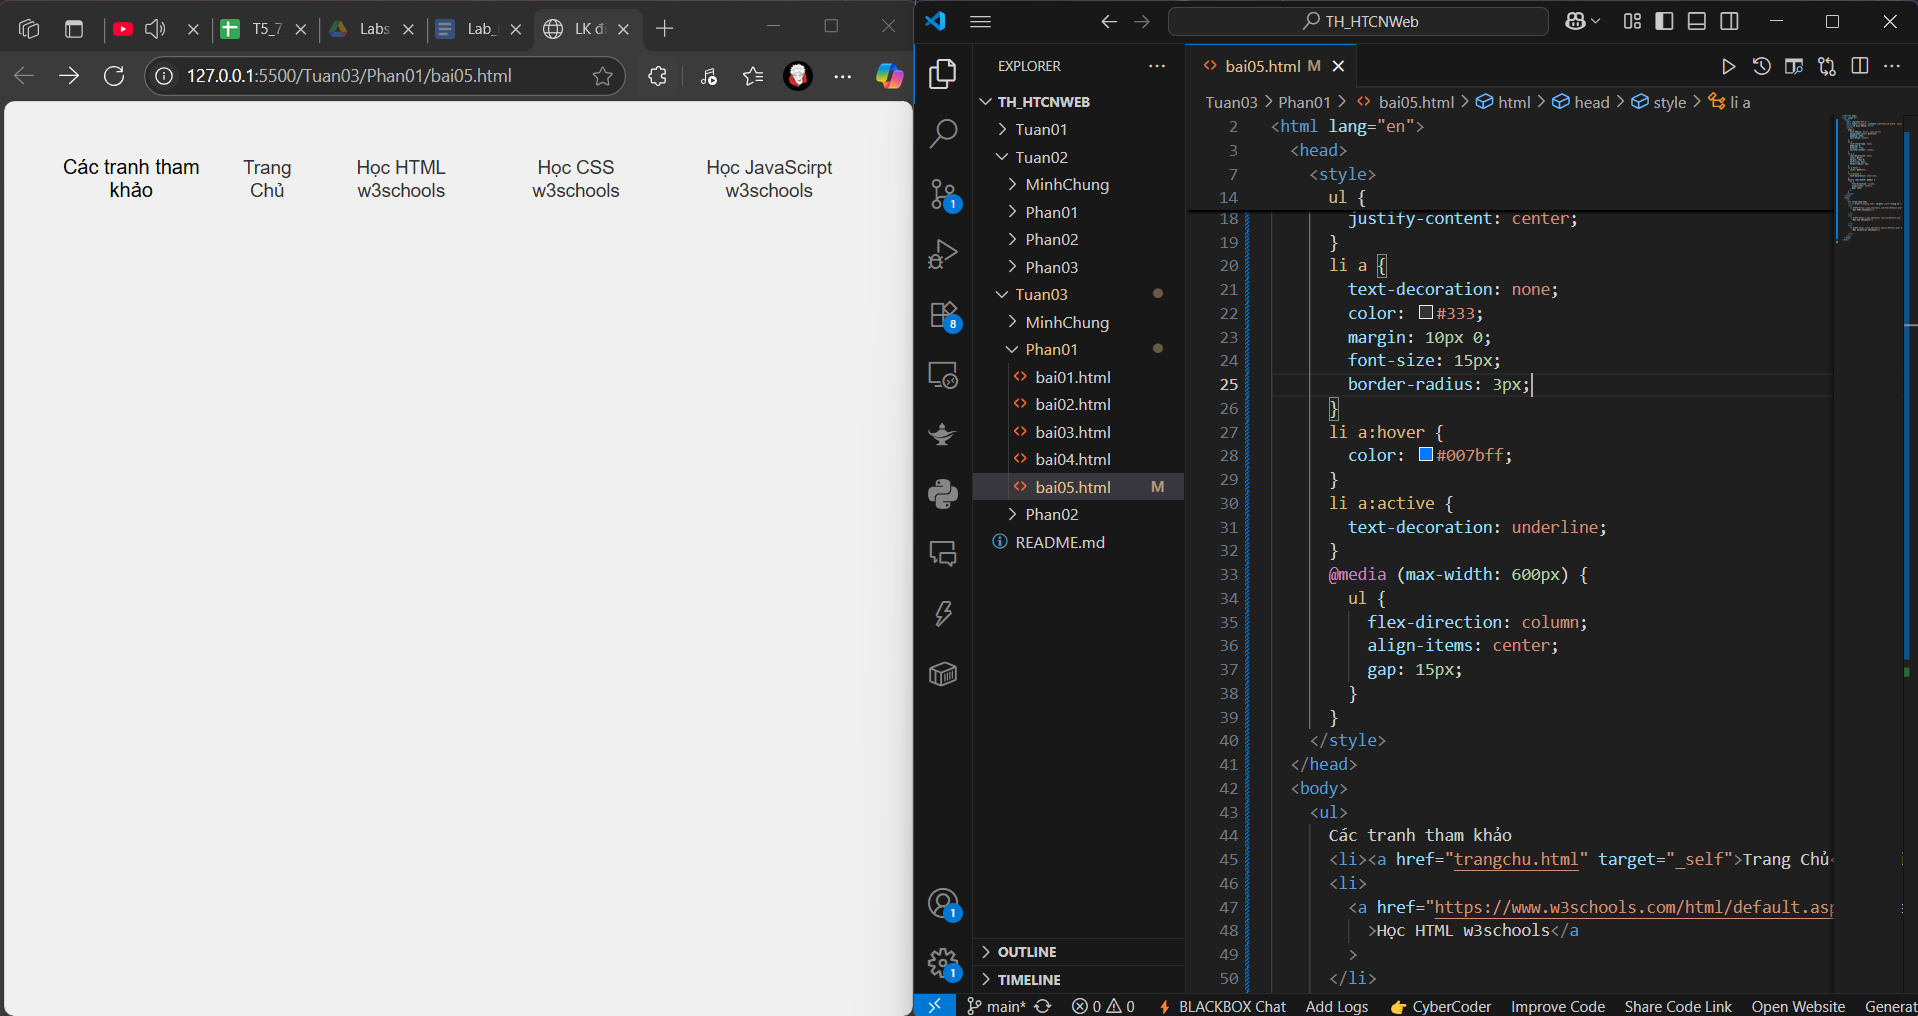 T5_7
Labs
Lab_
LK đi
127.0.0.1:5500/Tuan03/Phan01/bai05.html
Các tranh tham khảo
Trang Chủ
Học HTML w3schools
Học CSS w3schools
Học JavaScirpt w3schools
TH_HTCNWeb
EXPLORER
TH_HTCNWEB
Tuan01
Tuan02
MinhChung
Phan01
Phan02
Phan03
Tuan03
MinhChung
Phan01
bai01.html
bai02.html
bai03.html
bai04.html
bai05.html M
Phan02
README.md
OUTLINE
TIMELINE
1
8
1
1
bai05.html M
Tuan03 > Phan01 > bai05.html > html > head > style > li a
2 <html lang="en">
3 <head>
7 <style>
14 ul {
18 justify-content: center;
19 }
20 li a {
21 text-decoration: none;
22 color: #333;
23 margin: 10px 0;
24 font-size: 15px;
25 border-radius: 3px;
26 }
27 li a:hover {
28 color: #007bff;
29 }
30 li a:active {
31 text-decoration: underline;
32 }
33 @media (max-width: 600px) {
34 ul {
35 flex-direction: column;
36 align-items: center;
37 gap: 15px;
38 }
39 }
40 </style>
41 </head>
42 <body>
43 <ul>
44 Các tranh tham khảo
45 <li><a href="trangchu.html" target="_self">Trang Chủ<
46 <li>
47 <a href="https://www.w3schools.com/html/default.asp
48 >Học HTML w3schools</a
49 >
50 </li>
main* 0 0 BLACKBOX Chat Add Logs CyberCoder Improve Code Share Code Link Open Website Generat